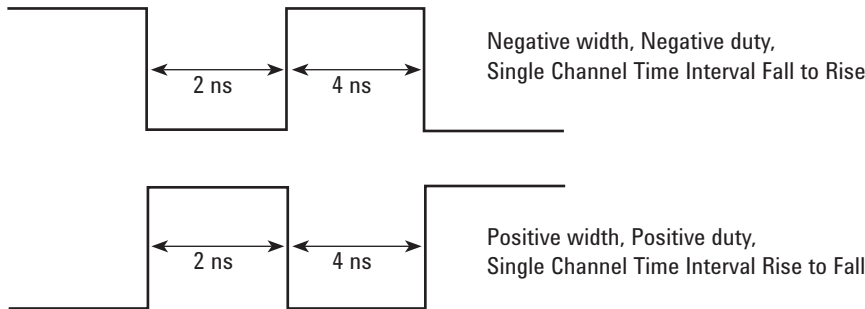 Negative width, Negative duty,
Single Channel Time Interval Fall to Rise
2 ns
4 ns
Positive width, Positive duty,
Single Channel Time Interval Rise to Fall
2 ns
4 ns